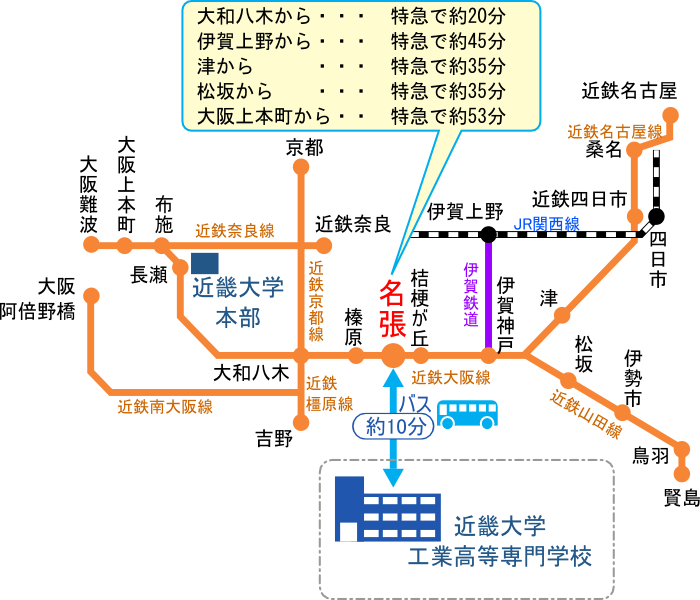 大和八木から・・・ 特急で約20分
伊賀上野から・・・ 特急で約45分
津から ・・・ 特急で約35分
松坂から ・・・ 特急で約35分
大阪上本町から・・ 特急で約53分
近鉄名古屋
近鉄名古屋線
桑名
京都
大阪難波
大阪上本町
布施
近鉄奈良線
近鉄奈良
伊賀上野
JR関西線
近鉄四日市
四日市
長瀬
近畿大学
本部
近鉄京都線
大阪
阿倍野橋
榛原
名張
桔梗が丘
伊賀鉄道
伊賀神戸
津
大和八木
近鉄大阪線
松坂
伊勢市
近鉄山田線
近鉄南大阪線
近鉄
橿原線
吉野
バス
約10分
鳥羽
賢島
近畿大学
工業高等専門学校